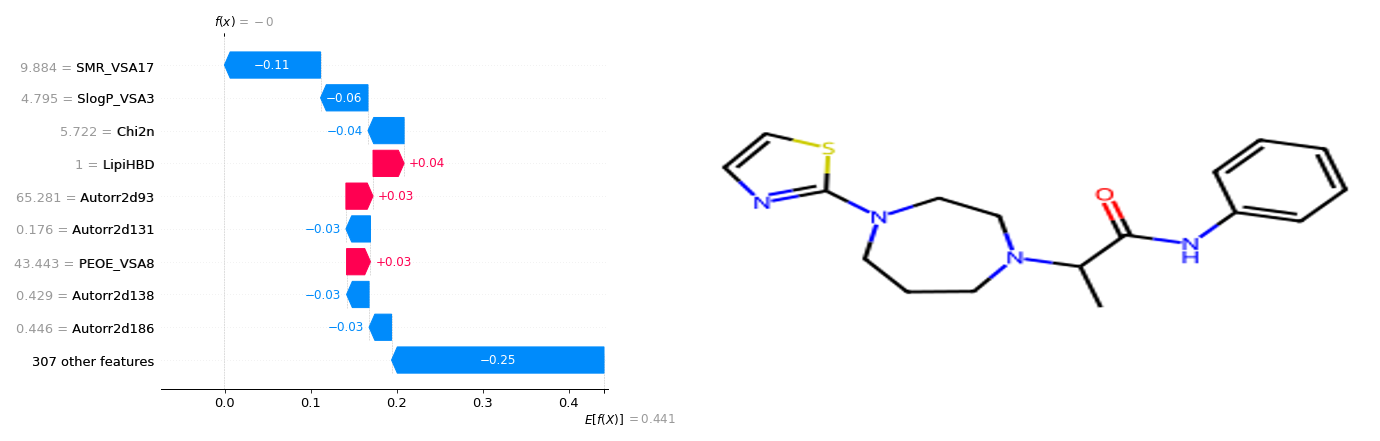 f(x) = −0
9.884 = SMR_VSA17 −0.11
4.795 = SlogP_VSA3 −0.06
5.722 = Chi2n −0.04
1 = LipiHBD +0.04
65.281 = Autorr2d93 +0.03
0.176 = Autorr2d131 −0.03
43.443 = PEOE_VSA8 +0.03
0.429 = Autorr2d138 −0.03
0.446 = Autorr2d186 −0.03
307 other features −0.25
0.0 0.1 0.2 0.3 0.4
E[f(X)] = 0.441
S
N
N
N
O
N
H